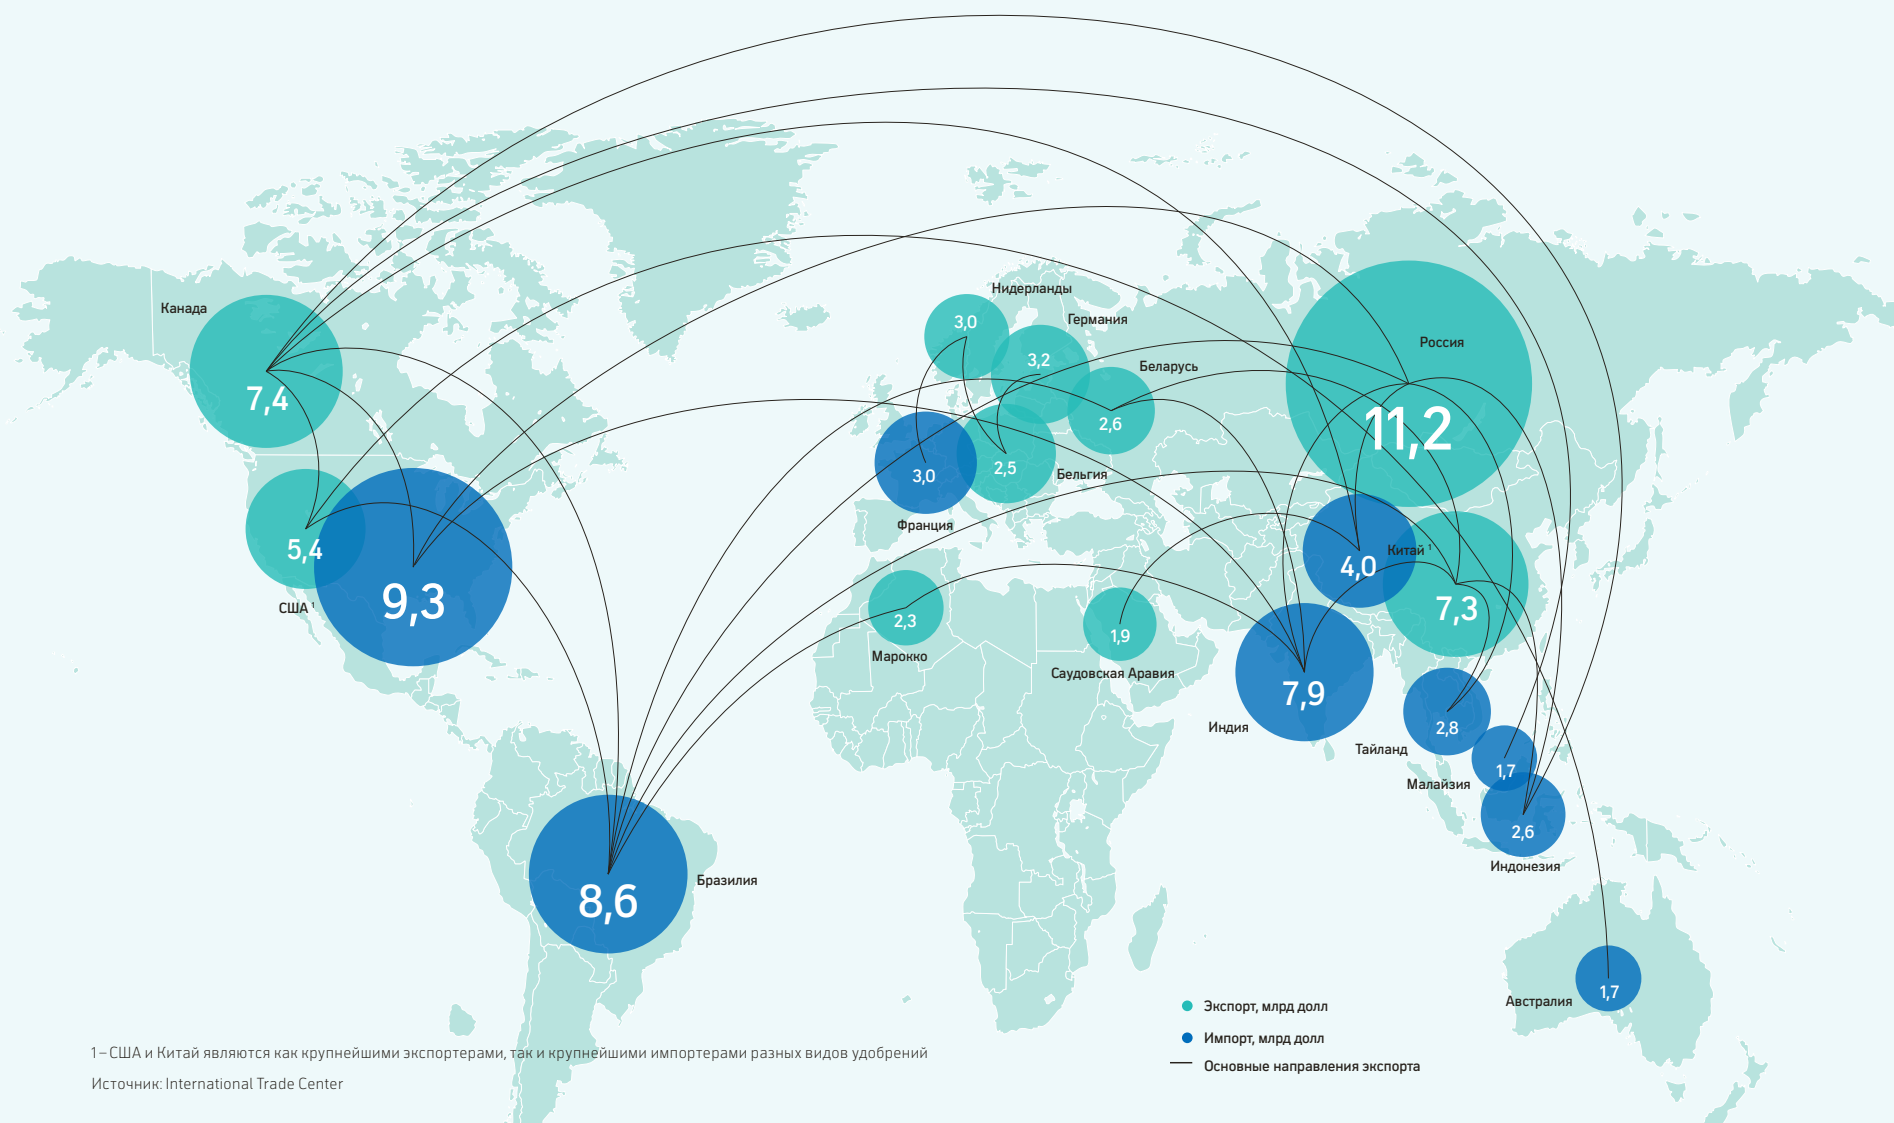 Нидерланды
Канада
Германия
3,0
Россия
3,2
Беларусь
7,4
11,2
2,6
2,5
Бельгия
3,0
Франция
5,4
Китай ¹
4,0
9,3
США ¹
7,3
2,3
1,9
Марокко
Саудовская Аравия
7,9
Индия
2,8
Тайланд
1,7
Малайзия
2,6
Индонезия
8,6
Бразилия
1,7
Австралия
Экспорт, млрд долл
Импорт, млрд долл
Основные направления экспорта
1 – США и Китай являются как крупнейшими экспортерами, так и крупнейшими импортерами разных видов удобрений
Источник: International Trade Center